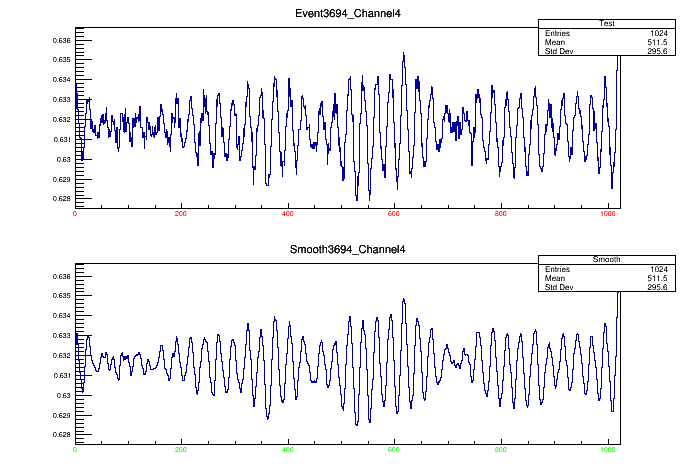 Event3694_Channel4
Test
Entries 1024
Mean 511.5
Std Dev 295.6
0.636
0.635
0.634
0.633
0.632
0.631
0.63
0.629
0.628
0 200 400 600 800 1000
Smooth3694_Channel4
Smooth
Entries 1024
Mean 511.5
Std Dev 295.6
0.636
0.635
0.634
0.633
0.632
0.631
0.63
0.629
0.628
0 200 400 600 800 1000